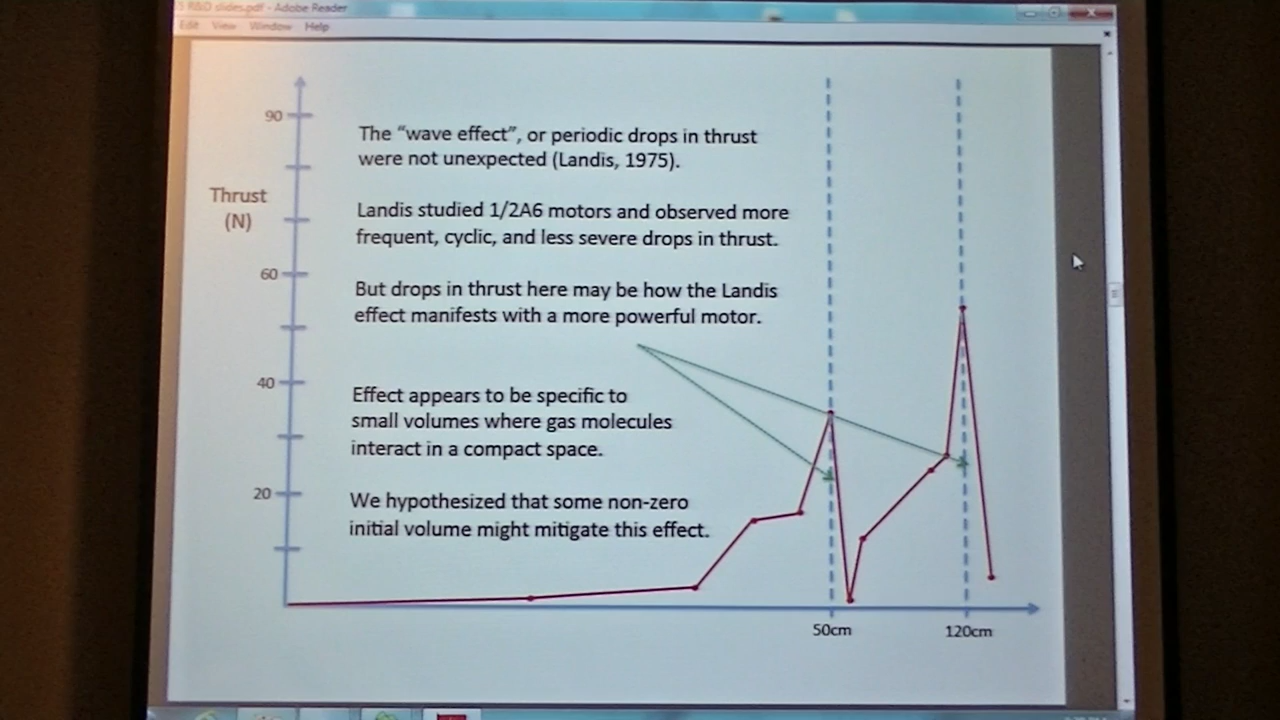 5 R&D slides.pdf - Adobe Reader
Edit View Window Help
90
Thrust
(N)
60
40
20
The “wave effect”, or periodic drops in thrust
were not unexpected (Landis, 1975).
Landis studied 1/2A6 motors and observed more
frequent, cyclic, and less severe drops in thrust.
But drops in thrust here may be how the Landis
effect manifests with a more powerful motor.
Effect appears to be specific to
small volumes where gas molecules
interact in a compact space.
We hypothesized that some non-zero
initial volume might mitigate this effect.
50cm
120cm